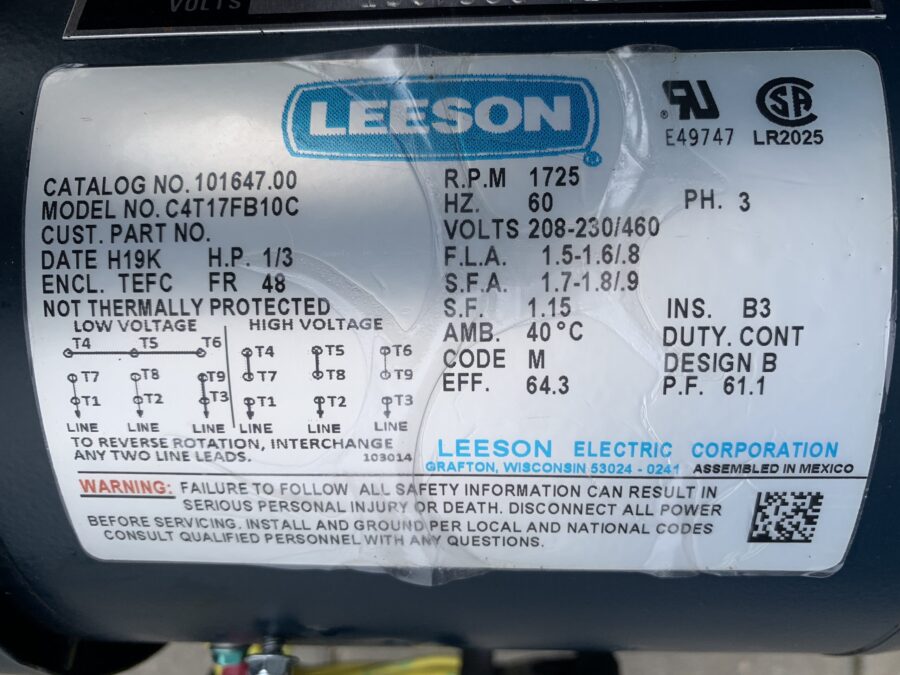 VOLTS
LEESON
®
® UR
E49747
CSA
LR2025
CATALOG NO. 101647.00
MODEL NO. C4T17FB10C
CUST. PART NO.
DATE H19K H.P. 1/3
ENCL. TEFC FR 48
NOT THERMALLY PROTECTED
R.P.M 1725
HZ. 60 PH. 3
VOLTS 208-230/460
F.L.A. 1.5-1.6/.8
S.F.A. 1.7-1.8/.9
S.F. 1.15 INS. B3
AMB. 40°C DUTY. CONT
CODE M DESIGN B
EFF. 64.3 P.F. 61.1
LOW VOLTAGE HIGH VOLTAGE
T4 T5 T6 T4 T5 T6
T7 T8 T9 T7 T8 T9
T1 T2 T3 T1 T2 T3
LINE LINE LINE LINE LINE LINE
TO REVERSE ROTATION, INTERCHANGE
ANY TWO LINE LEADS. 103014
LEESON ELECTRIC CORPORATION
GRAFTON, WISCONSIN 53024 - 0241 ASSEMBLED IN MEXICO
WARNING: FAILURE TO FOLLOW ALL SAFETY INFORMATION CAN RESULT IN
SERIOUS PERSONAL INJURY OR DEATH. DISCONNECT ALL POWER
BEFORE SERVICING. INSTALL AND GROUND PER LOCAL AND NATIONAL CODES
CONSULT QUALIFIED PERSONNEL WITH ANY QUESTIONS.